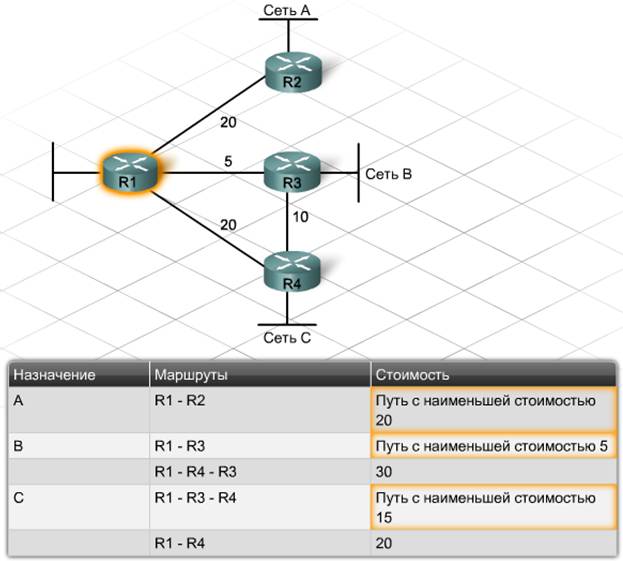 Сеть A
R2
20
5
R1
R3
Сеть B
20
10
R4
Сеть C
Назначение Маршруты Стоимость
A R1 - R2 Путь с наименьшей стоимостью
20
B R1 - R3 Путь с наименьшей стоимостью 5
R1 - R4 - R3 30
C R1 - R3 - R4 Путь с наименьшей стоимостью
15
R1 - R4 20